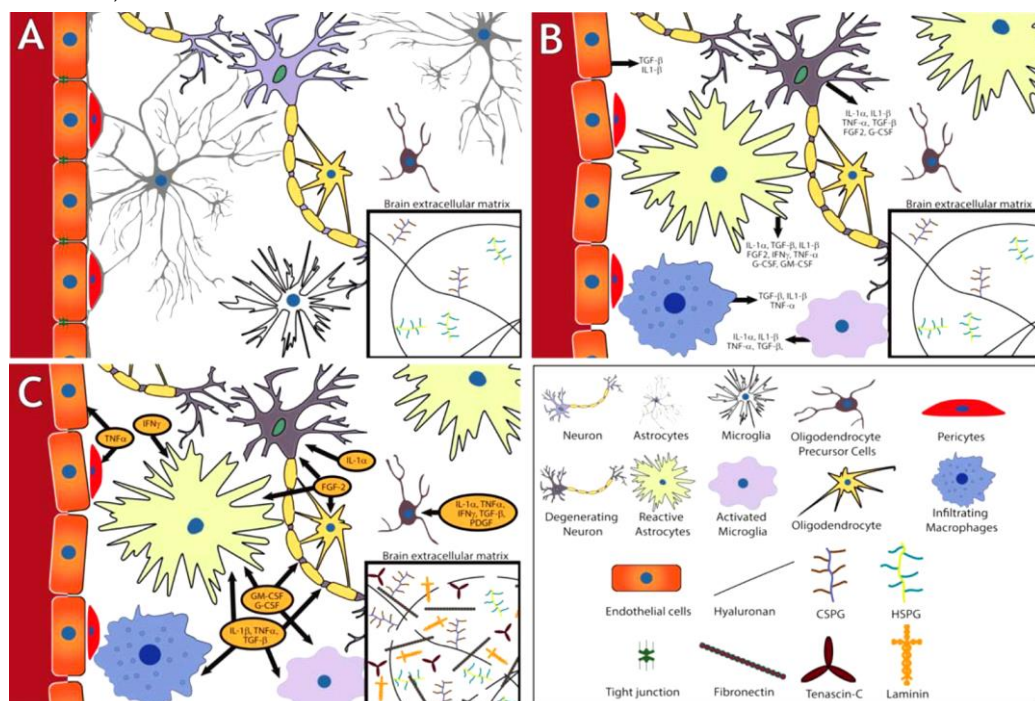 A
Brain extracellular matrix
B
TGF-β
IL1-β
IL-1α, IL1-β
TNF-α, TGF-β
FGF2, G-CSF
Brain extracellular matrix
IL-1α, TGF-β, IL1-β
FGF2, IFNγ, TNF-α
G-CSF, GM-CSF
TGF-β, IL1-β
TNF-α
IL-1α, IL1-β
TNF-α, TGF-β,
C
TNFα
IFNγ
IL-1α
FGF-2
IL-1α, TNFα,
IFNγ, TGF-β,
PDGF
Brain extracellular matrix
GM-CSF
G-CSF
IL-1β, TNFα,
TGF-β
Neuron
Astrocytes
Microglia
Oligodendrocyte
Precursor Cells
Pericytes
Degenerating
Neuron
Reactive
Astrocytes
Activated
Microglia
Oligodendrocyte
Infiltrating
Macrophages
Endothelial cells
Hyaluronan
CSPG
HSPG
Tight junction
Fibronectin
Tenascin-C
Laminin